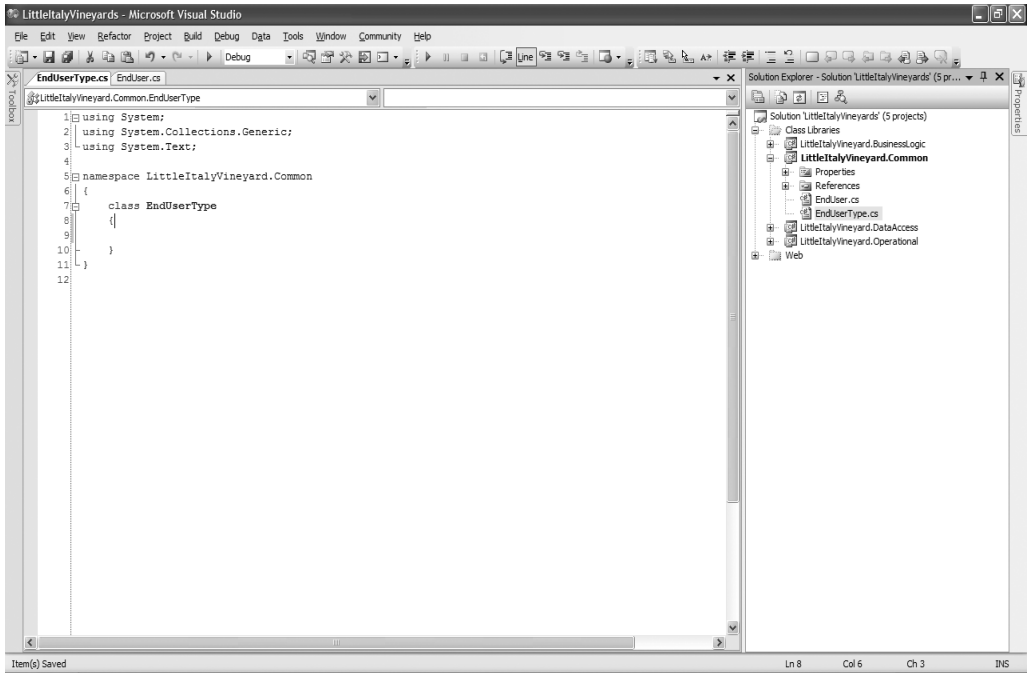 LittleItalyVineyards - Microsoft Visual Studio
File Edit View Refactor Project Build Debug Data Tools Window Community Help
Debug
Line
Toolbox
EndUserType.cs EndUser.cs
LittleItalyVineyard.Common.EndUserType
1 using System;
2 using System.Collections.Generic;
3 using System.Text;
4
5 namespace LittleItalyVineyard.Common
6 {
7 class EndUserType
8 {
9
10 }
11 }
12
Solution Explorer - Solution 'LittleItalyVineyards' (5 pr...
Solution 'LittleItalyVineyards' (5 projects)
Class Libraries
LittleItalyVineyard.BusinessLogic
LittleItalyVineyard.Common
Properties
References
EndUser.cs
EndUserType.cs
LittleItalyVineyard.DataAccess
LittleItalyVineyard.Operational
Web
Properties
Item(s) Saved Ln 8 Col 6 Ch 3 INS